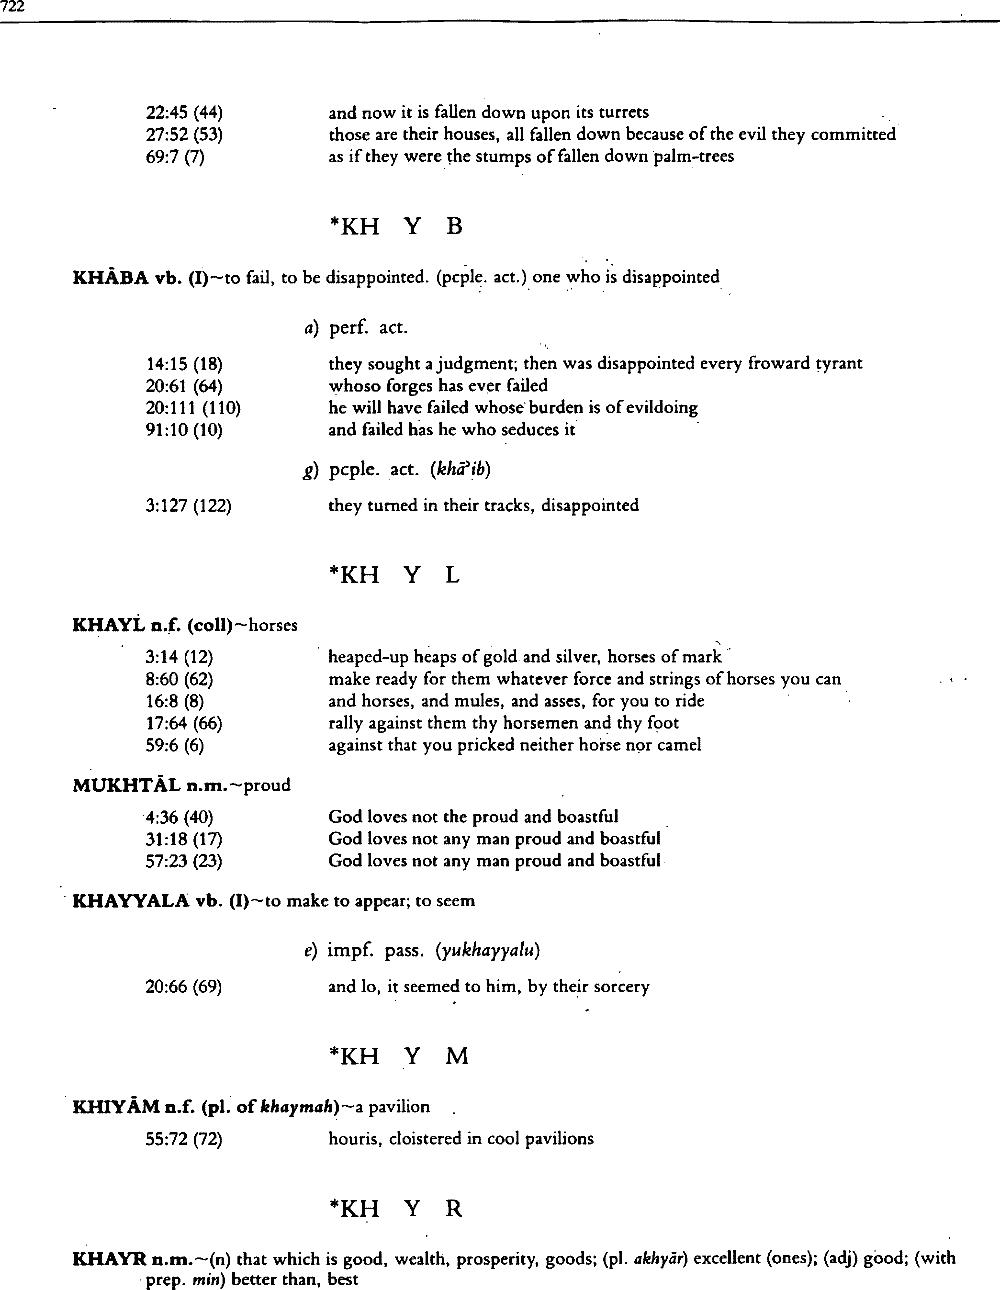 722
22:45 (44) and now it is fallen down upon its turrets
27:52 (53) those are their houses, all fallen down because of the evil they committed
69:7 (7) as if they were the stumps of fallen down palm-trees
*KH Y B
KHĀBA vb. (I)~to fail, to be disappointed. (pcple. act.) one who is disappointed
a) perf. act.
14:15 (18) they sought a judgment; then was disappointed every froward tyrant
20:61 (64) whoso forges has ever failed
20:111 (110) he will have failed whose burden is of evildoing
91:10 (10) and failed has he who seduces it
g) pcple. act. (khāʾib)
3:127 (122) they turned in their tracks, disappointed
*KH Y L
KHAYL n.f. (coll)~horses
3:14 (12) heaped-up heaps of gold and silver, horses of mark
8:60 (62) make ready for them whatever force and strings of horses you can
16:8 (8) and horses, and mules, and asses, for you to ride
17:64 (66) rally against them thy horsemen and thy foot
59:6 (6) against that you pricked neither horse nor camel
MUKHTĀL n.m.~proud
4:36 (40) God loves not the proud and boastful
31:18 (17) God loves not any man proud and boastful
57:23 (23) God loves not any man proud and boastful
KHAYYALA vb. (I)~to make to appear; to seem
e) impf. pass. (yukhayyalu)
20:66 (69) and lo, it seemed to him, by their sorcery
*KH Y M
KHIYĀM n.f. (pl. of khaymah)~a pavilion
55:72 (72) houris, cloistered in cool pavilions
*KH Y R
KHAYR n.m.~(n) that which is good, wealth, prosperity, goods; (pl. akhyār) excellent (ones); (adj) good; (with
prep. min) better than, best